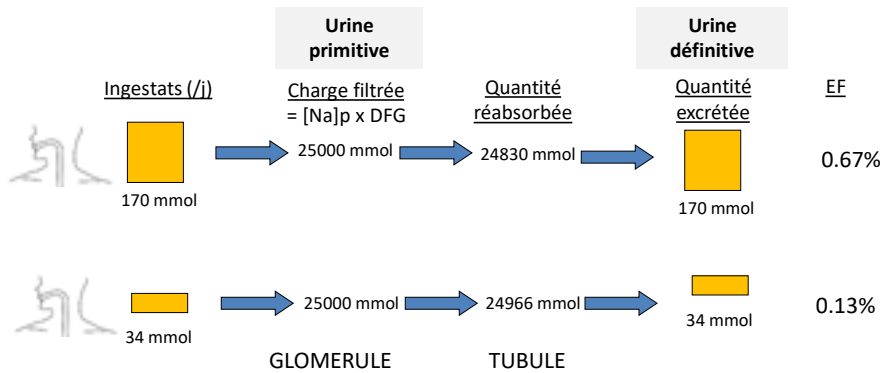 Urine
primitive
Urine
définitive
Ingestats (/j)
Charge filtrée
= [Na]p x DFG
Quantité
réabsorbée
Quantité
excrétée
EF
25000 mmol
24830 mmol
0.67%
170 mmol
170 mmol
25000 mmol
24966 mmol
0.13%
34 mmol
34 mmol
GLOMERULE
TUBULE